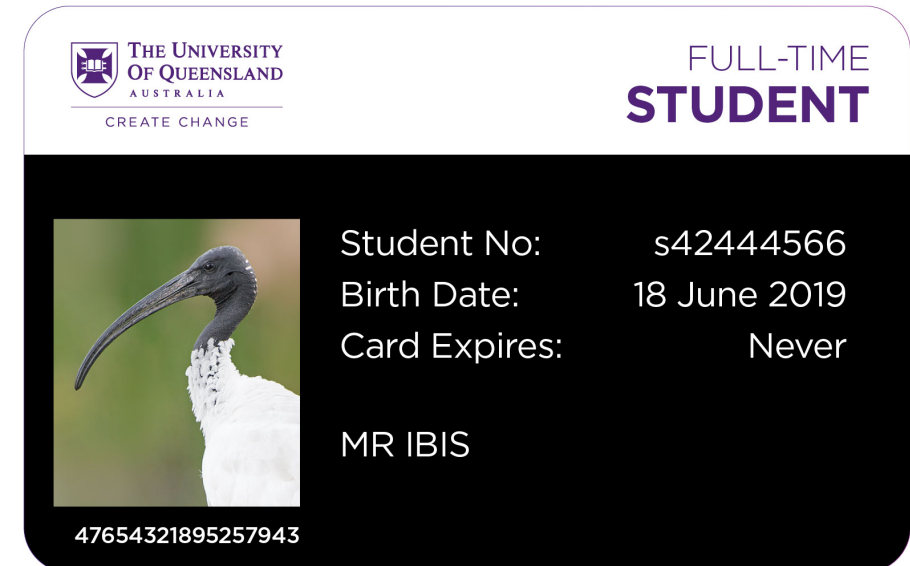 THE UNIVERSITY
OF QUEENSLAND
AUSTRALIA
CREATE CHANGE
FULL-TIME
STUDENT
Student No: s42444566
Birth Date: 18 June 2019
Card Expires: Never
MR IBIS
47654321895257943